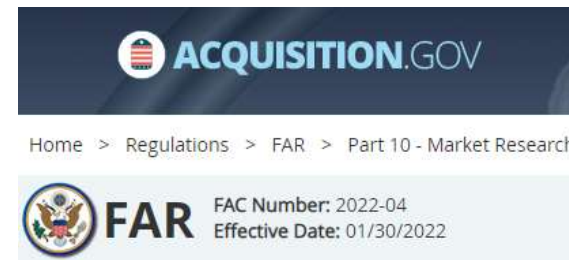 ACQUISITION.GOV
Home > Regulations > FAR > Part 10 - Market Research
FAR
FAC Number: 2022-04
Effective Date: 01/30/2022